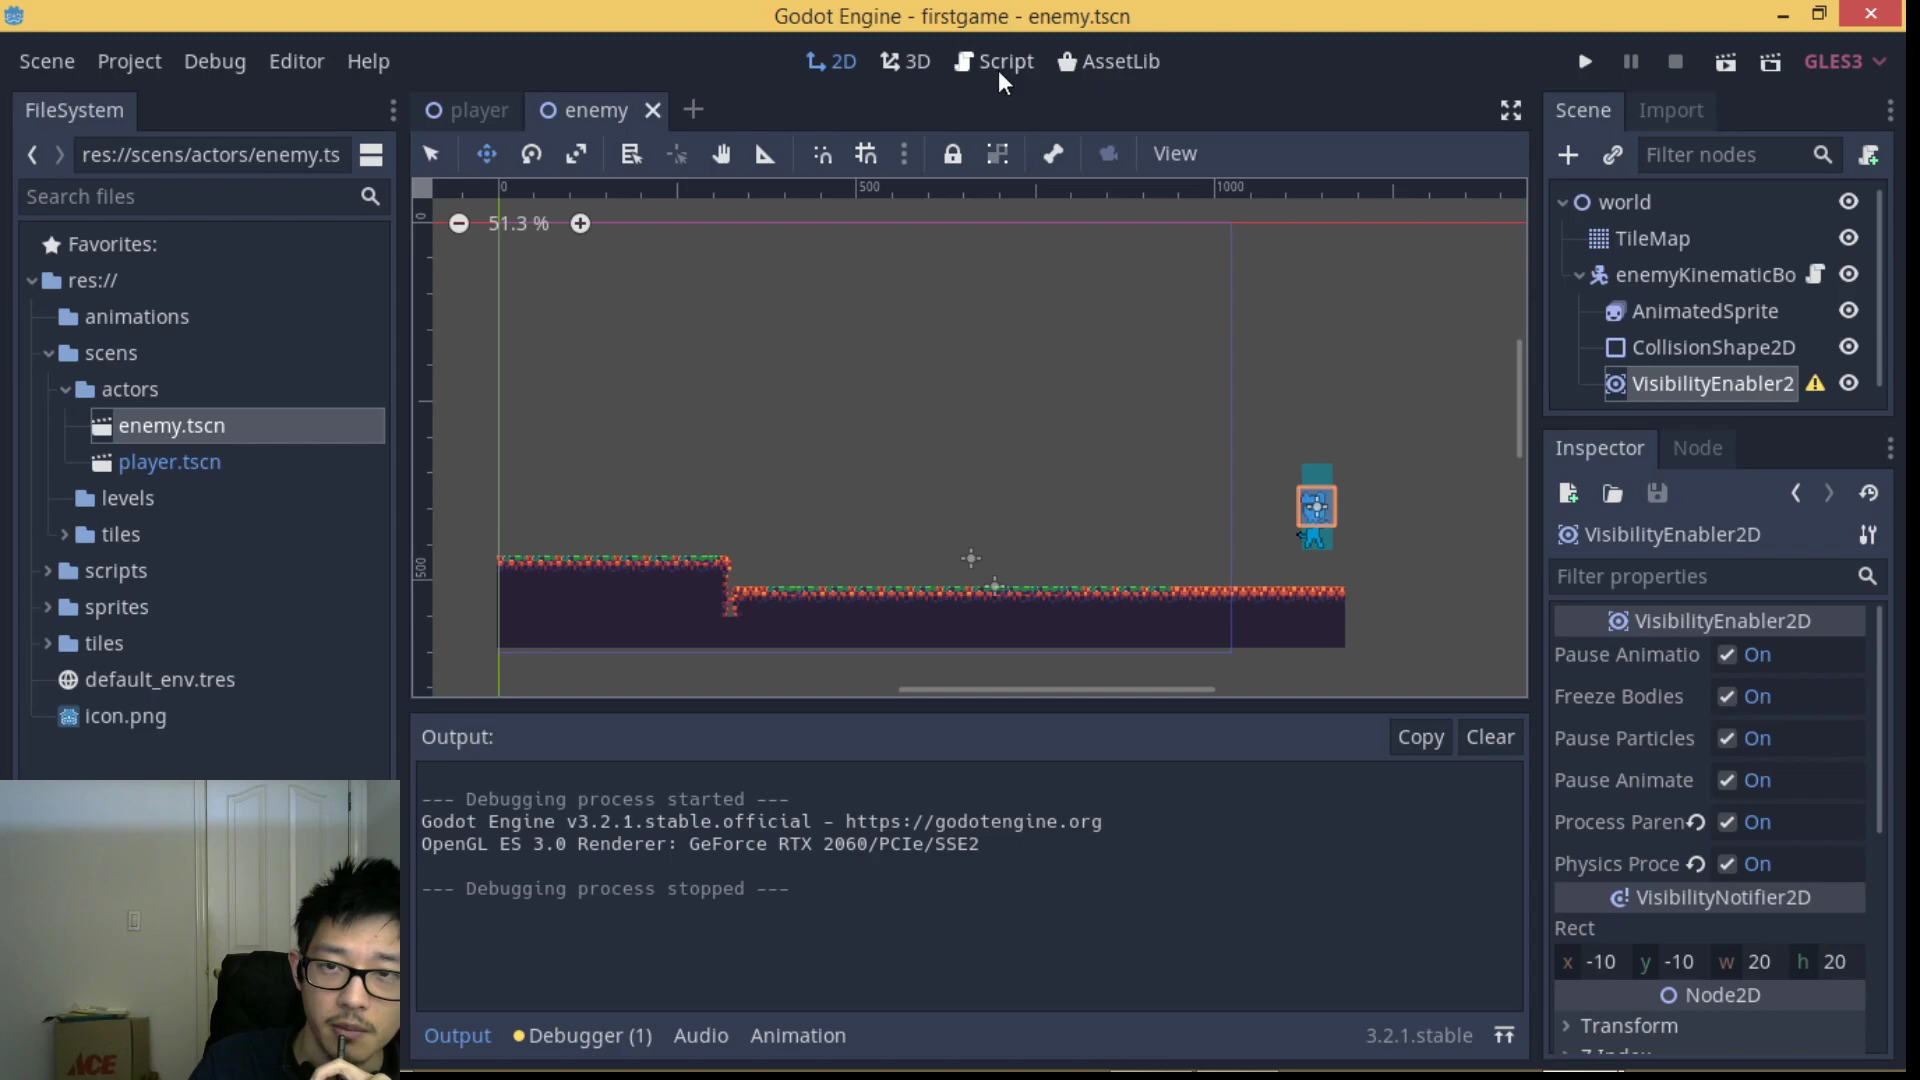 Godot Engine - firstgame - enemy.tscn
Scene Project Debug Editor Help
2D 3D Script AssetLib
GLES3
FileSystem
res://scens/actors/enemy.ts
Search files
Favorites:
res://
animations
scens
actors
enemy.tscn
player.tscn
levels
tiles
scripts
sprites
tiles
default_env.tres
icon.png
player enemy
View
0 500 1000
0
500
51.3 %
Output:
Copy Clear
--- Debugging process started ---
Godot Engine v3.2.1.stable.official - https://godotengine.org
OpenGL ES 3.0 Renderer: GeForce RTX 2060/PCIe/SSE2
--- Debugging process stopped ---
Output Debugger (1) Audio Animation 3.2.1.stable
Scene Import
Filter nodes
world
TileMap
enemyKinematicBo
AnimatedSprite
CollisionShape2D
VisibilityEnabler2
Inspector Node
VisibilityEnabler2D
Filter properties
VisibilityEnabler2D
Pause Animatio On
Freeze Bodies On
Pause Particles On
Pause Animate On
Process Paren On
Physics Proce On
VisibilityNotifier2D
Rect
x -10 y -10 w 20 h 20
Node2D
Transform
ACE